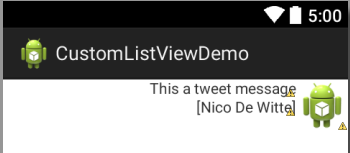 5:00
CustomListViewDemo
This a tweet message
[Nico De Witte]